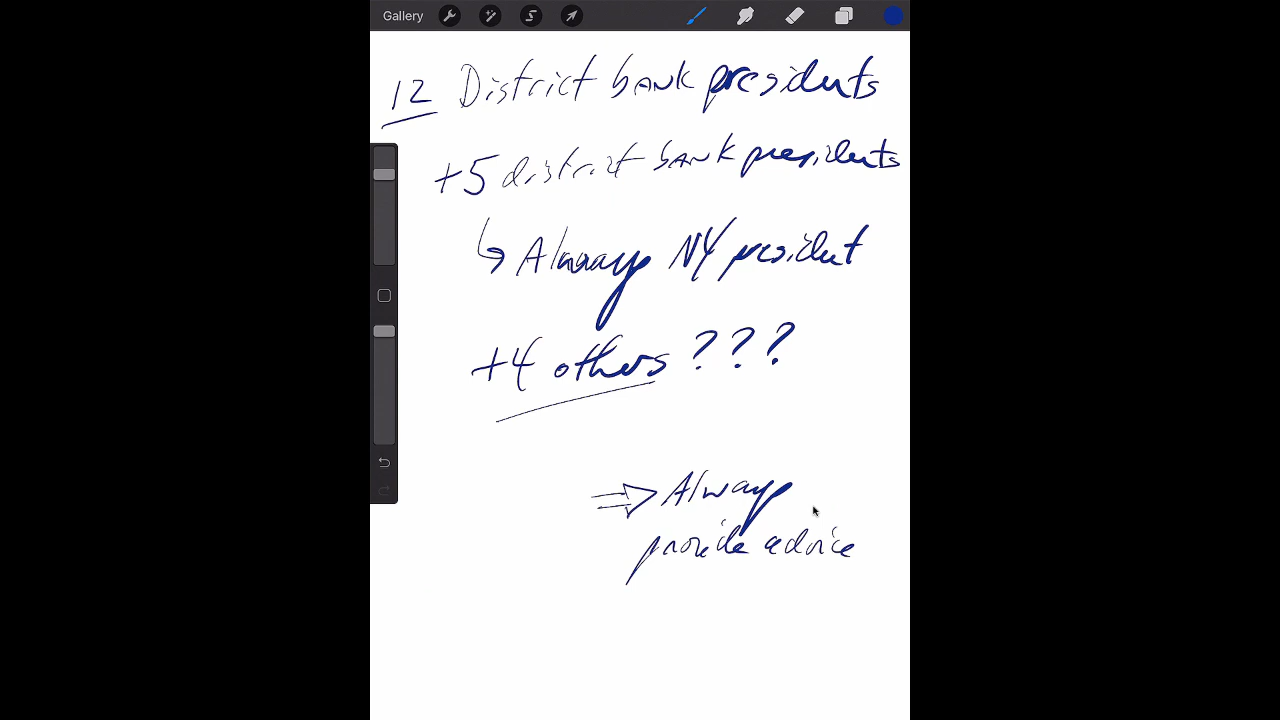 Gallery
12 District bank presidents
+5 district bank presidents
↳ Always NY president
+4 others ???
⇒ Always
provide advice